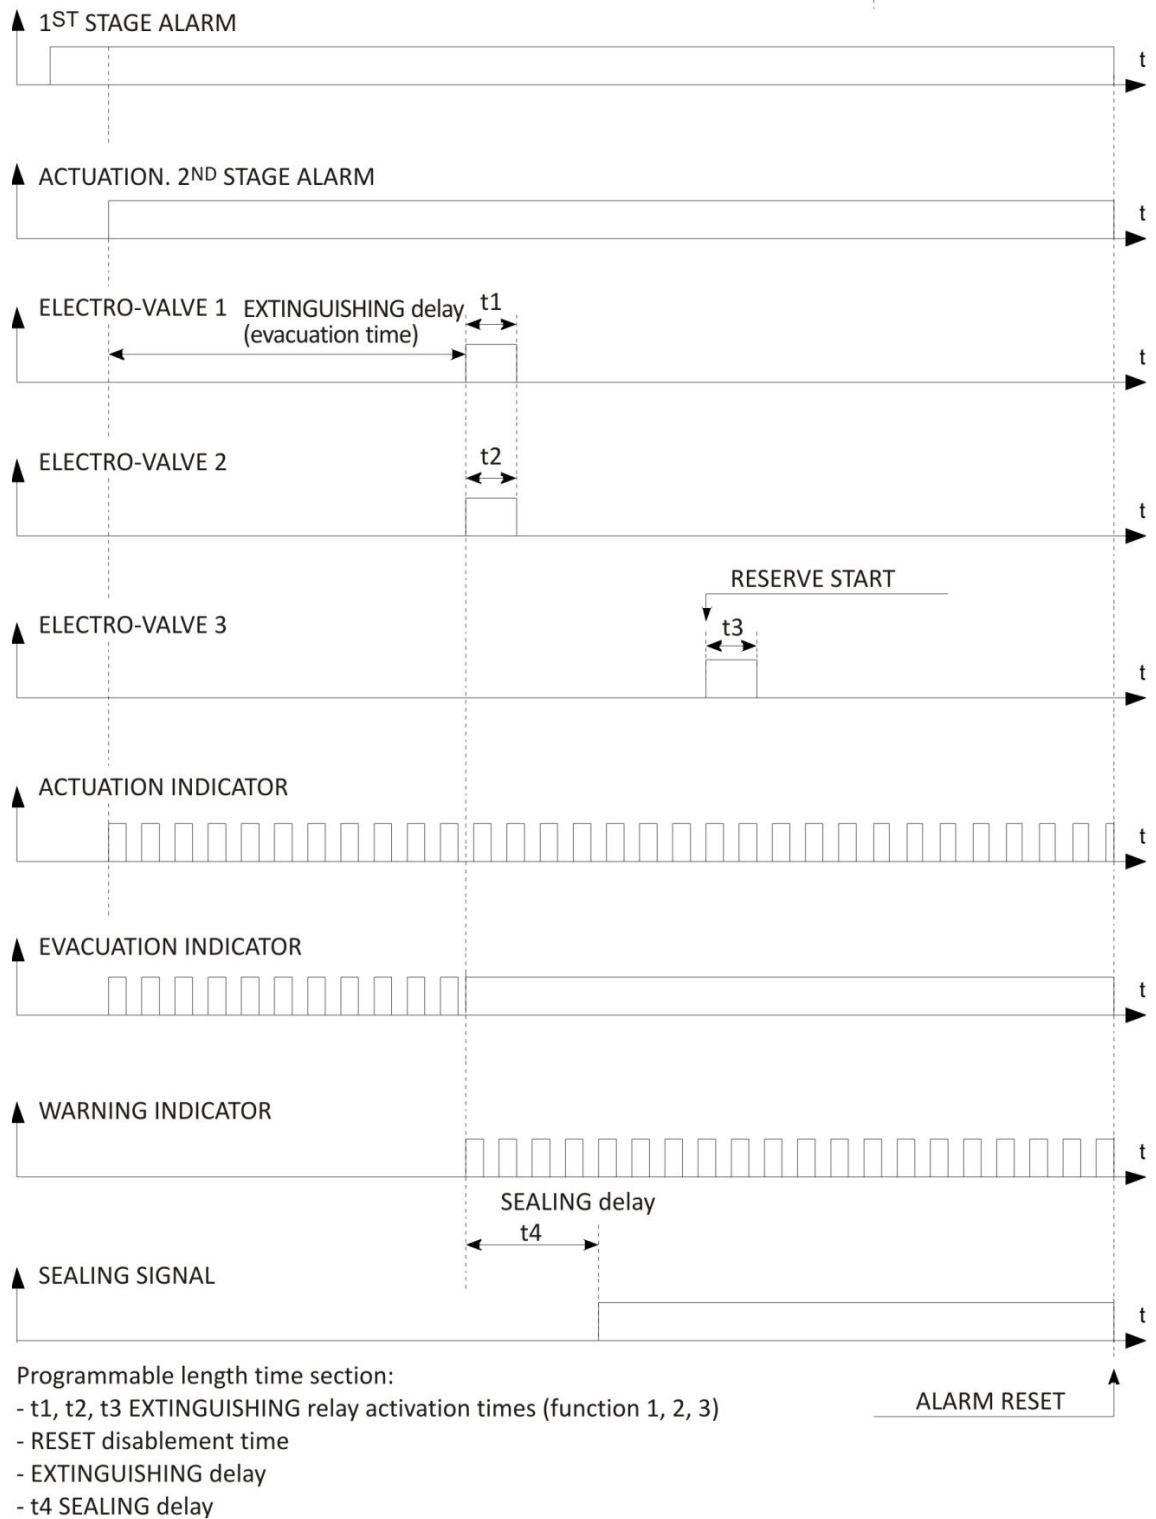 1ST STAGE ALARM
t
ACTUATION. 2ND STAGE ALARM
t
ELECTRO-VALVE 1
EXTINGUISHING delay
(evacuation time)
t1
t
ELECTRO-VALVE 2
t2
t
RESERVE START
ELECTRO-VALVE 3
t3
t
ACTUATION INDICATOR
t
EVACUATION INDICATOR
t
WARNING INDICATOR
t
SEALING delay
t4
SEALING SIGNAL
t
Programmable length time section:
- t1, t2, t3 EXTINGUISHING relay activation times (function 1, 2, 3)
ALARM RESET
- RESET disablement time
- EXTINGUISHING delay
- t4 SEALING delay